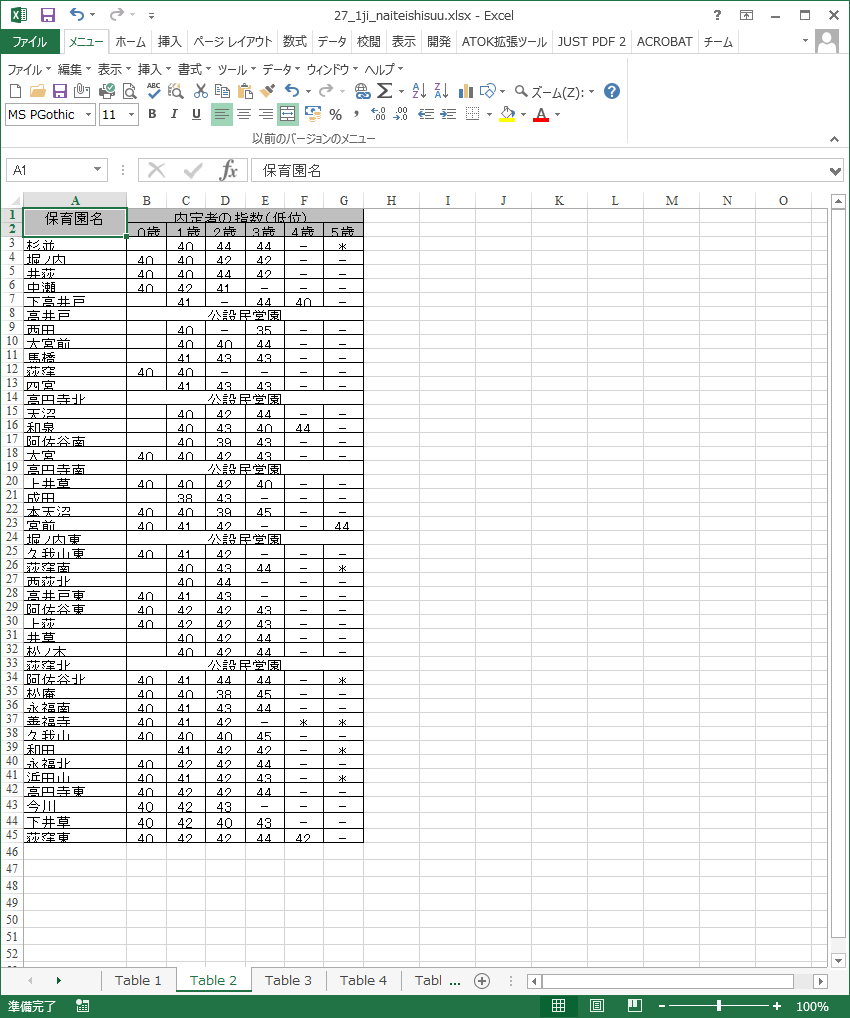 27_1ji_naiteishisuu.xlsx - Excel
ファイル メニュー ホーム 挿入 ページ レイアウト 数式 データ 校閲 表示 開発 ATOK拡張ツール JUST PDF 2 ACROBAT チーム
ファイル 編集 表示 挿入 書式 ツール データ ウィンドウ ヘルプ
ズーム(Z):
MS PGothic 11 B I U
以前のバージョンのメニュー
A1 fx 保育園名
A B C D E F G H I J K L M N O
1 保育園名 内定者の指数(低位)
2 0歳 1歳 2歳 3歳 4歳 5歳
3 杉並 40 44 44 - *
4 堀ノ内 40 40 42 42 - -
5 井荻 40 40 44 42 - -
6 中瀬 40 42 41 - - -
7 下高井戸 41 - 44 40 -
8 高井戸 公設民営園
9 西田 40 - 35 - -
10 大宮前 40 40 44 - -
11 馬橋 41 43 43 - -
12 荻窪 40 40 - - - -
13 四宮 41 43 43 - -
14 高円寺北 公設民営園
15 天沼 40 42 44 - -
16 和泉 40 43 40 44 -
17 阿佐谷南 40 39 43 - -
18 大宮 40 40 42 43 - -
19 高円寺南 公設民営園
20 上井草 40 40 42 40 - -
21 成田 38 43 - - -
22 本天沼 40 40 39 45 - -
23 宮前 40 41 42 - - 44
24 堀ノ内東 公設民営園
25 久我山東 40 41 42 - - -
26 荻窪南 40 43 44 - *
27 西荻北 40 44 - - -
28 高井戸東 40 41 43 - - -
29 阿佐谷東 40 42 42 43 - -
30 上荻 40 42 42 43 - -
31 井草 40 42 44 - -
32 松ノ木 40 42 44 - -
33 荻窪北 公設民営園
34 阿佐谷北 40 41 44 44 - *
35 松庵 40 40 38 45 - -
36 永福南 40 41 43 44 - -
37 善福寺 40 41 42 - * *
38 久我山 40 40 40 45 - -
39 和田 41 42 42 - *
40 永福北 40 42 42 44 - -
41 浜田山 40 41 42 43 - *
42 高円寺東 40 42 42 44 - -
43 今川 40 42 43 - - -
44 下井草 40 42 40 43 - -
45 荻窪東 40 42 42 44 42 -
46
47
48
49
50
51
52
Table 1 Table 2 Table 3 Table 4 Tabl ...
準備完了 100%